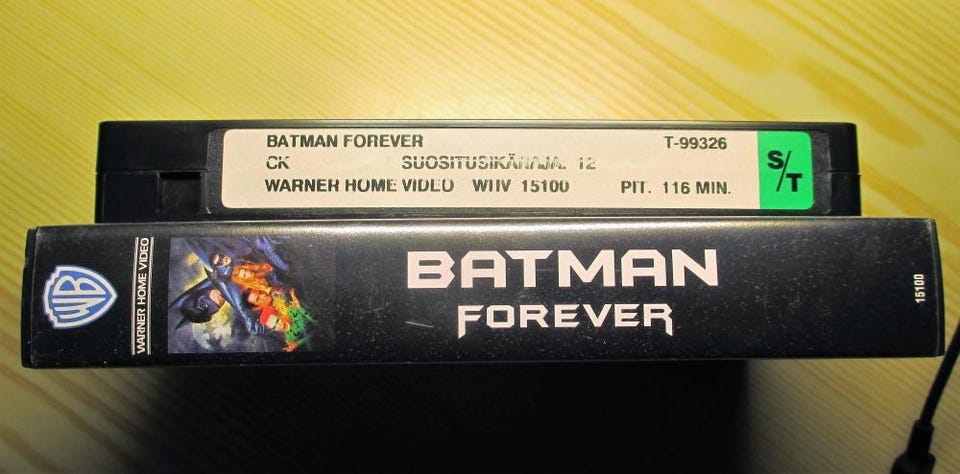 BATMAN FOREVER T-99326
CK SUOSITUSIKÄRAJA. 12
WARNER HOME VIDEO WHV 15100 PIT. 116 MIN.
S/T
WB
WARNER HOME VIDEO
BATMAN
FOREVER
15100